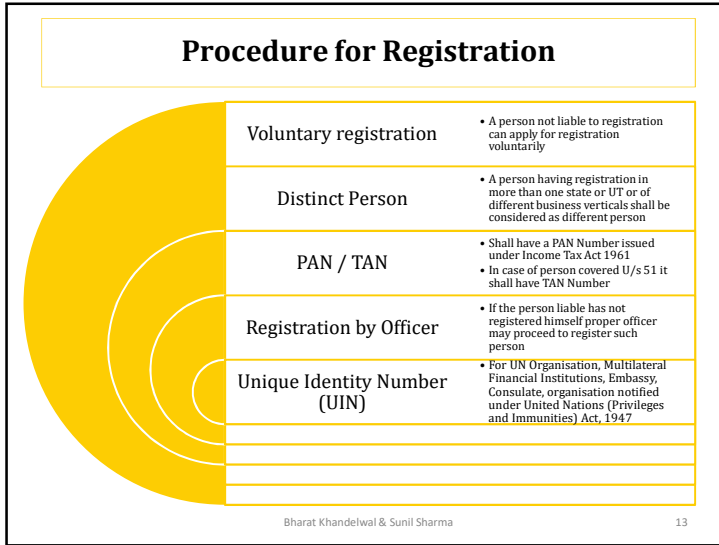 Procedure for Registration
Voluntary registration
• A person not liable to registration
can apply for registration
voluntarily
Distinct Person
• A person having registration in
more than one state or UT or of
different business verticals shall be
considered as different person
PAN / TAN
• Shall have a PAN Number issued
under Income Tax Act 1961
• In case of person covered U/s 51 it
shall have TAN Number
Registration by Officer
• If the person liable has not
registered himself proper officer
may proceed to register such
person
Unique Identity Number
(UIN)
• For UN Organisation, Multilateral
Financial Institutions, Embassy,
Consulate, organisation notified
under United Nations (Privileges
and Immunities) Act, 1947
Bharat Khandelwal & Sunil Sharma
13